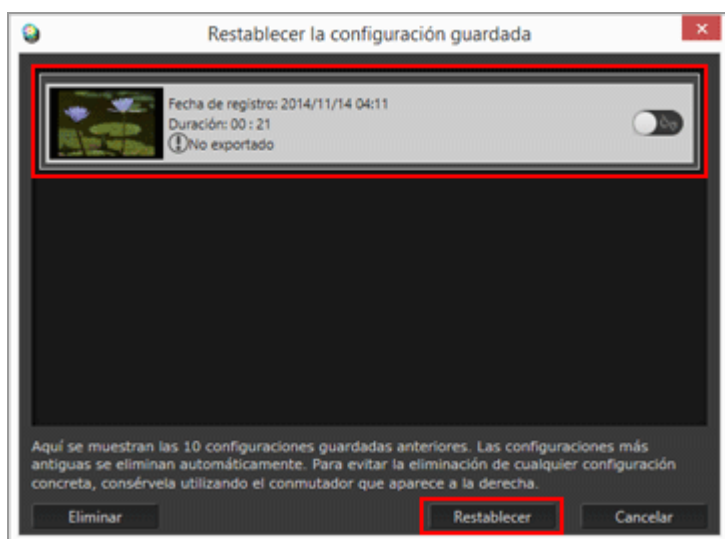 Restablecer la configuración guardada
Fecha de registro: 2014/11/14 04:11
Duración: 00 : 21
No exportado
Aquí se muestran las 10 configuraciones guardadas anteriores. Las configuraciones más
antiguas se eliminan automáticamente. Para evitar la eliminación de cualquier configuración
concreta, consérvela utilizando el conmutador que aparece a la derecha.
Eliminar Restablecer Cancelar